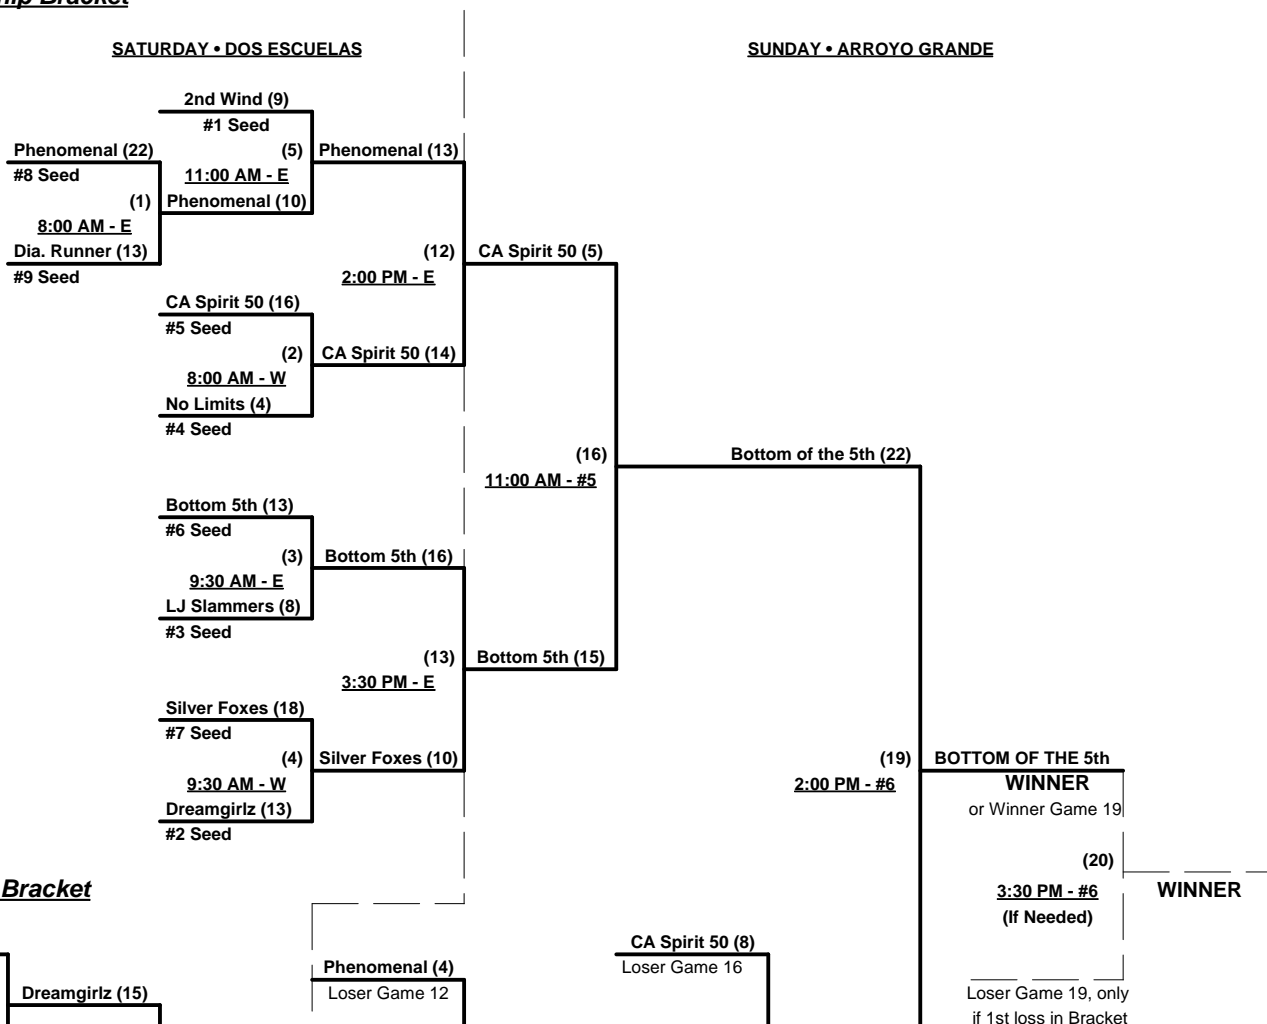 SATURDAY • DOS ESCUELAS
SUNDAY • ARROYO GRANDE
2nd Wind (9)
#1 Seed
Phenomenal (22)
(5)
Phenomenal (13)
#8 Seed
11:00 AM - E
(1)
Phenomenal (10)
8:00 AM - E
Dia. Runner (13)
(12)
CA Spirit 50 (5)
#9 Seed
2:00 PM - E
CA Spirit 50 (16)
#5 Seed
(2)
CA Spirit 50 (14)
8:00 AM - W
No Limits (4)
#4 Seed
(16)
Bottom of the 5th (22)
11:00 AM - #5
Bottom 5th (13)
#6 Seed
(3)
Bottom 5th (16)
9:30 AM - E
LJ Slammers (8)
#3 Seed
(13)
Bottom 5th (15)
3:30 PM - E
Silver Foxes (18)
#7 Seed
(4)
Silver Foxes (10)
(19)
BOTTOM OF THE 5th
9:30 AM - W
2:00 PM - #6
WINNER
Dreamgirlz (13)
or Winner Game 19
#2 Seed
(20)
Bracket
3:30 PM - #6
WINNER
(If Needed)
CA Spirit 50 (8)
Phenomenal (4)
Loser Game 16
Dreamgirlz (15)
Loser Game 12
Loser Game 19, only
if 1st loss in Bracket